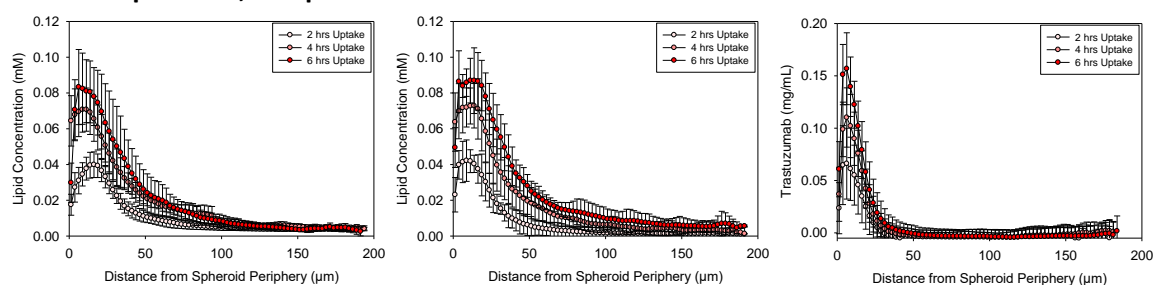 0.12
0.10
0.08
0.06
0.04
0.02
0.00
Lipid Concentration (mM)
2 hrs Uptake
4 hrs Uptake
6 hrs Uptake
0
50
100
150
200
Distance from Spheroid Periphery (μm)
0.12
0.10
0.08
0.06
0.04
0.02
0.00
Lipid Concentration (mM)
2 hrs Uptake
4 hrs Uptake
6 hrs Uptake
0
50
100
150
200
Distance from Spheroid Periphery (μm)
0.20
0.15
0.10
0.05
0.00
Trastuzumab (mg/mL)
2 hrs Uptake
4 hrs Uptake
6 hrs Uptake
0
50
100
150
200
Distance from Spheroid Periphery (μm)